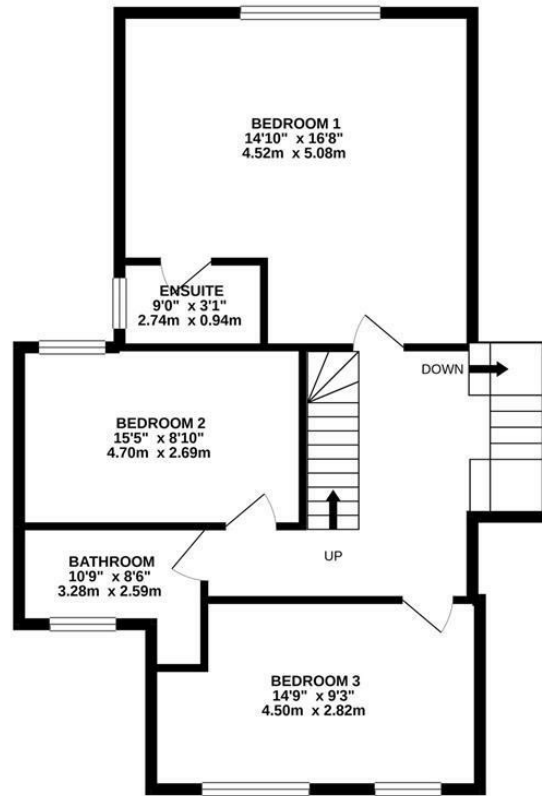 BEDROOM 1
14'10" x 16'8"
4.52m x 5.08m
ENSUITE
9'0" x 3'1"
2.74m x 0.94m
DOWN
BEDROOM 2
15'5" x 8'10"
4.70m x 2.69m
UP
BATHROOM
10'9" x 8'6"
3.28m x 2.59m
BEDROOM 3
14'9" x 9'3"
4.50m x 2.82m